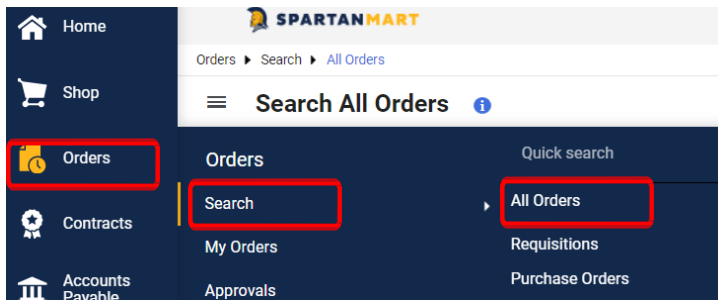 Home
SPARTANMART
Orders ▸ Search ▸ All Orders
Shop
Search All Orders
Orders
Orders
Quick search
Search
All Orders
Contracts
My Orders
Requisitions
Accounts
Payable
Approvals
Purchase Orders